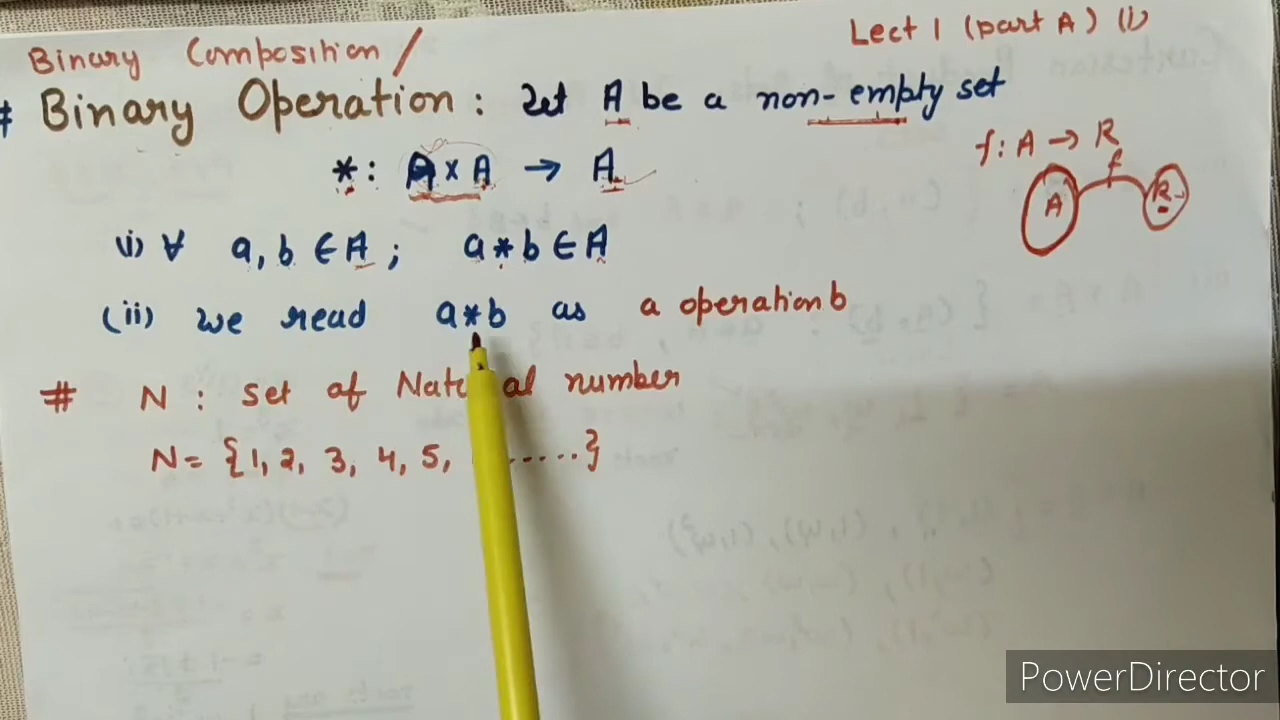 Lect 1 (part A) (i)
Binary Composition /
# Binary Operation : Let A be a non-empty set
* : A x A → A
f: A → R
f
A R
(i) ∀ a, b ∈ A ; a * b ∈ A
(ii) we read a * b as a operation b
# N : set of Nat al number
N = {1, 2, 3, 4, 5, ......}
PowerDirector